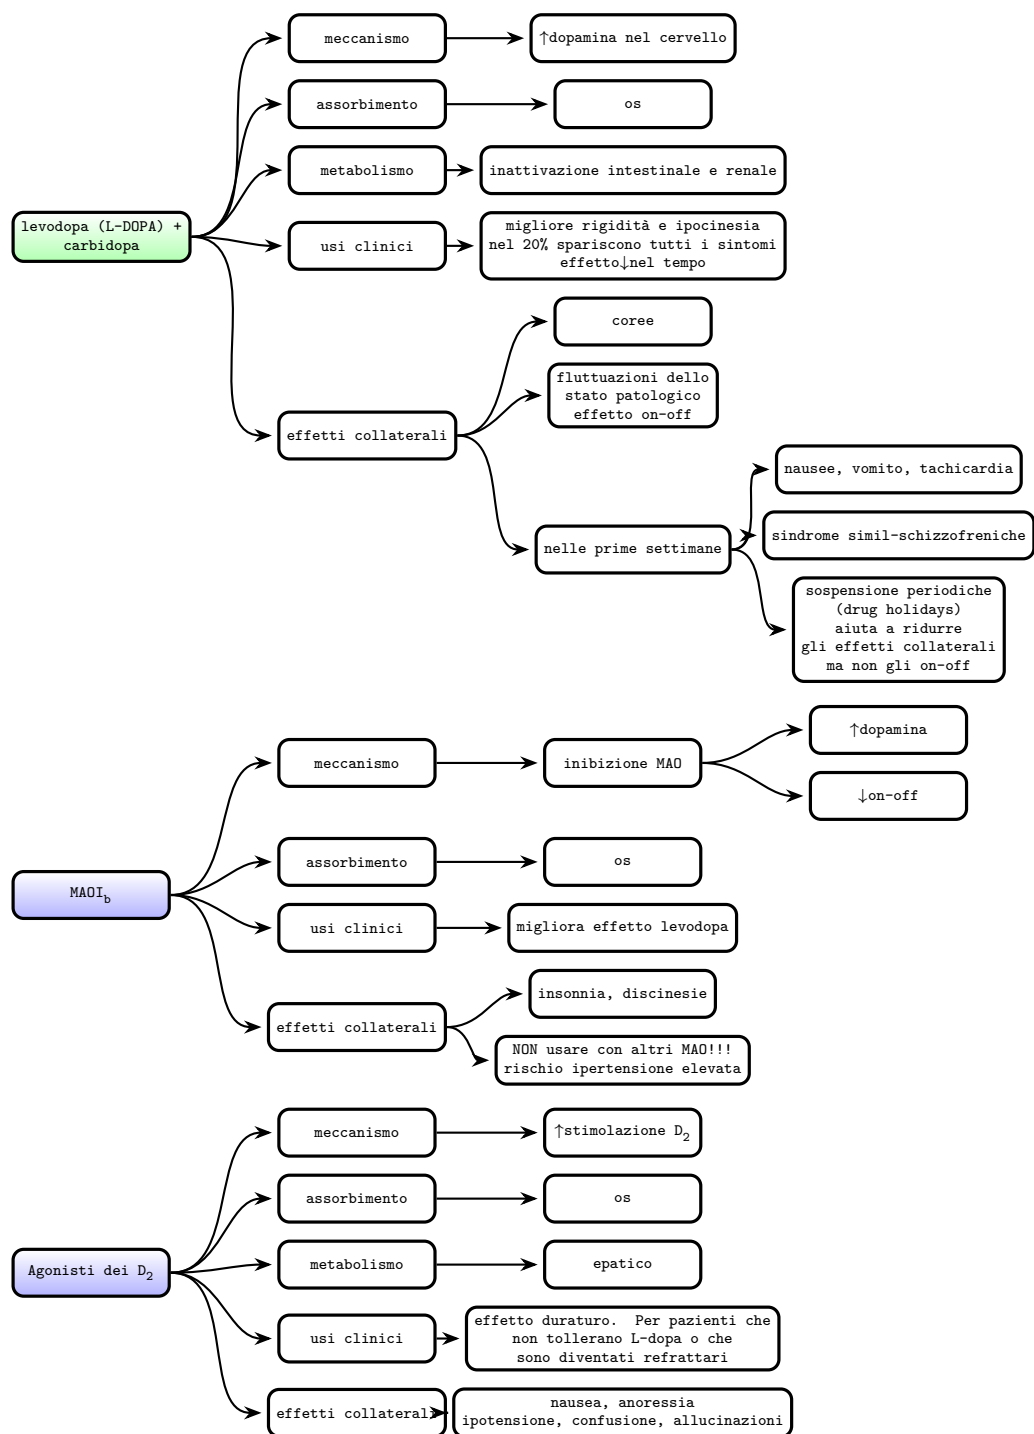 meccanismo
↑dopamina nel cervello
assorbimento
os
metabolismo
inattivazione intestinale e renale
levodopa (L-DOPA) +
carbidopa
usi clinici
migliore rigidità e ipocinesia
nel 20% spariscono tutti i sintomi
effetto↓nel tempo
effetti collaterali
coree
fluttuazioni dello
stato patologico
effetto on-off
nelle prime settimane
nausee, vomito, tachicardia
sindrome simil-schizzofreniche
sospensione periodiche
(drug holidays)
aiuta a ridurre
gli effetti collaterali
ma non gli on-off
MAOI_b
meccanismo
inibizione MAO
↑dopamina
↓on-off
assorbimento
os
usi clinici
migliora effetto levodopa
effetti collaterali
insonnia, discinesie
NON usare con altri MAO!!!
rischio ipertensione elevata
Agonisti dei D₂
meccanismo
↑stimolazione D₂
assorbimento
os
metabolismo
epatico
usi clinici
effetto duraturo. Per pazienti che
non tollerano L-dopa o che
sono diventati refrattari
effetti collaterali
nausea, anoressia
ipotensione, confusione, allucinazioni